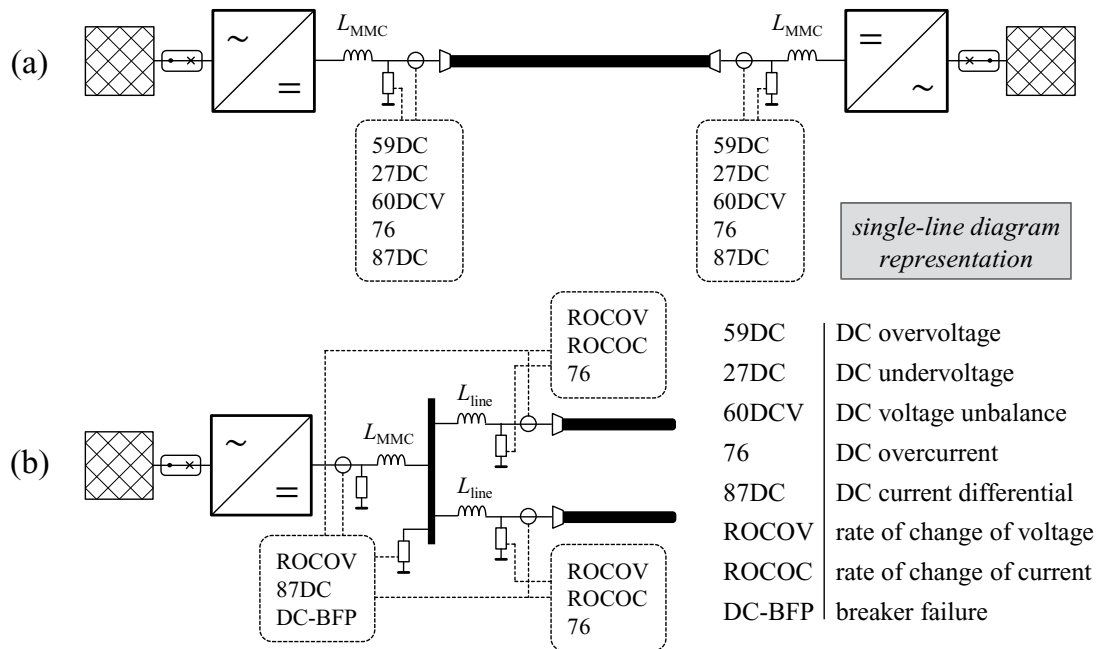 (a)
L_MMC
L_MMC
~
=
=
~
59DC
27DC
60DCV
76
87DC
59DC
27DC
60DCV
76
87DC
single-line diagram
representation
(b)
~
=
L_MMC
L_line
L_line
ROCOV
ROCOC
76
ROCOV
87DC
DC-BFP
ROCOV
ROCOC
76
59DC DC overvoltage
27DC DC undervoltage
60DCV DC voltage unbalance
76 DC overcurrent
87DC DC current differential
ROCOV rate of change of voltage
ROCOC rate of change of current
DC-BFP breaker failure